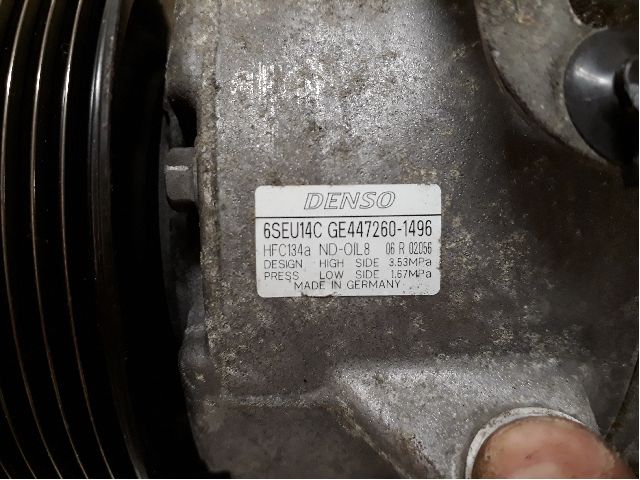 DENSO
6SEU14C GE447260-1496
HFC134a ND-OIL8 06 R 02056
DESIGN HIGH SIDE 3.53MPa
PRESS LOW SIDE 1.67MPa
MADE IN GERMANY